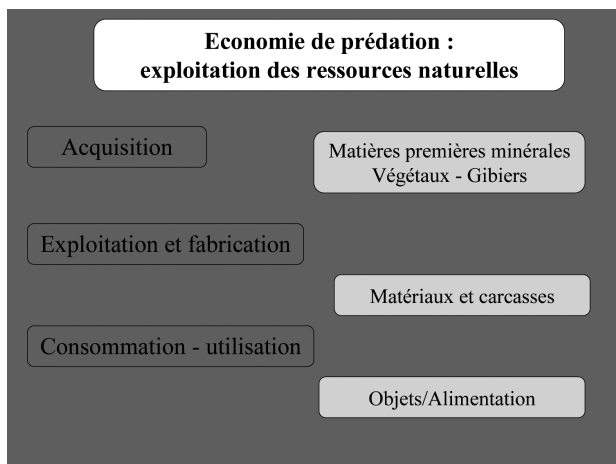 Economie de prédation :
exploitation des ressources naturelles
Acquisition
Matières premières minérales
Végétaux - Gibiers
Exploitation et fabrication
Matériaux et carcasses
Consommation - utilisation
Objets/Alimentation